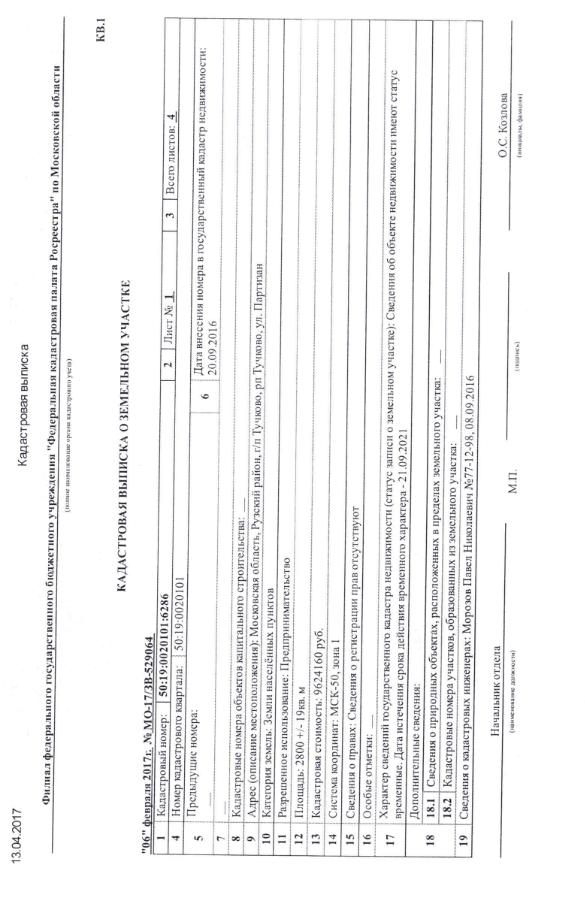 13.04.2017
Кадастровая выписка
Филиал федерального государственного бюджетного учреждения "Федеральная кадастровая палата Росреестра" по Московской области
(полное наименование органа кадастрового учета)
КВ.1
КАДАСТРОВАЯ ВЫПИСКА О ЗЕМЕЛЬНОМ УЧАСТКЕ
"06" февраля 2017г. № МО-17/ЗВ-529064
1 Кадастровый номер: 50:19:0020101:6286 2 Лист № 1 3 Всего листов: 4
4 Номер кадастрового квартала: 50:19:0020101
5 Предыдущие номера: 6 Дата внесения номера в государственный кадастр недвижимости:
20.09.2016
7 —
8 Кадастровые номера объектов капитального строительства: —
9 Адрес (описание местоположения): Московская область, Рузский район, г/п Тучково, рп Тучково, ул. Партизан
10 Категория земель: Земли населённых пунктов
11 Разрешенное использование: Предпринимательство
12 Площадь: 2800 +/- 19кв. м
13 Кадастровая стоимость: 9624160 руб.
14 Система координат: МСК-50, зона 1
15 Сведения о правах: Сведения о регистрации прав отсутствуют
16 Особые отметки: —
17 Характер сведений государственного кадастра недвижимости (статус записи о земельном участке): Сведения об объекте недвижимости имеют статус
временные. Дата истечения срока действия временного характера - 21.09.2021
18 Дополнительные сведения:
18.1 Сведения о природных объектах, расположенных в пределах земельного участка: —
18.2 Кадастровые номера участков, образованных из земельного участка: —
19 Сведения о кадастровых инженерах: Морозов Павел Николаевич №77-12-98, 08.09.2016
Начальник отдела О.С. Козлова
(наименование должности) М.П. (подпись) (инициалы, фамилия)